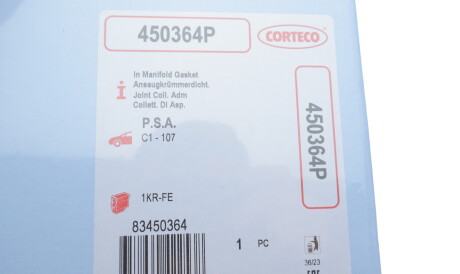 450364P
CORTECO
In Manifold Gasket
Ansaugkrümmerdicht.
Joint Coll. Adm
Collett. Di Asp.
450364P
P.S.A.
C1 - 107
1KR-FE
83450364
1 PC
36/23